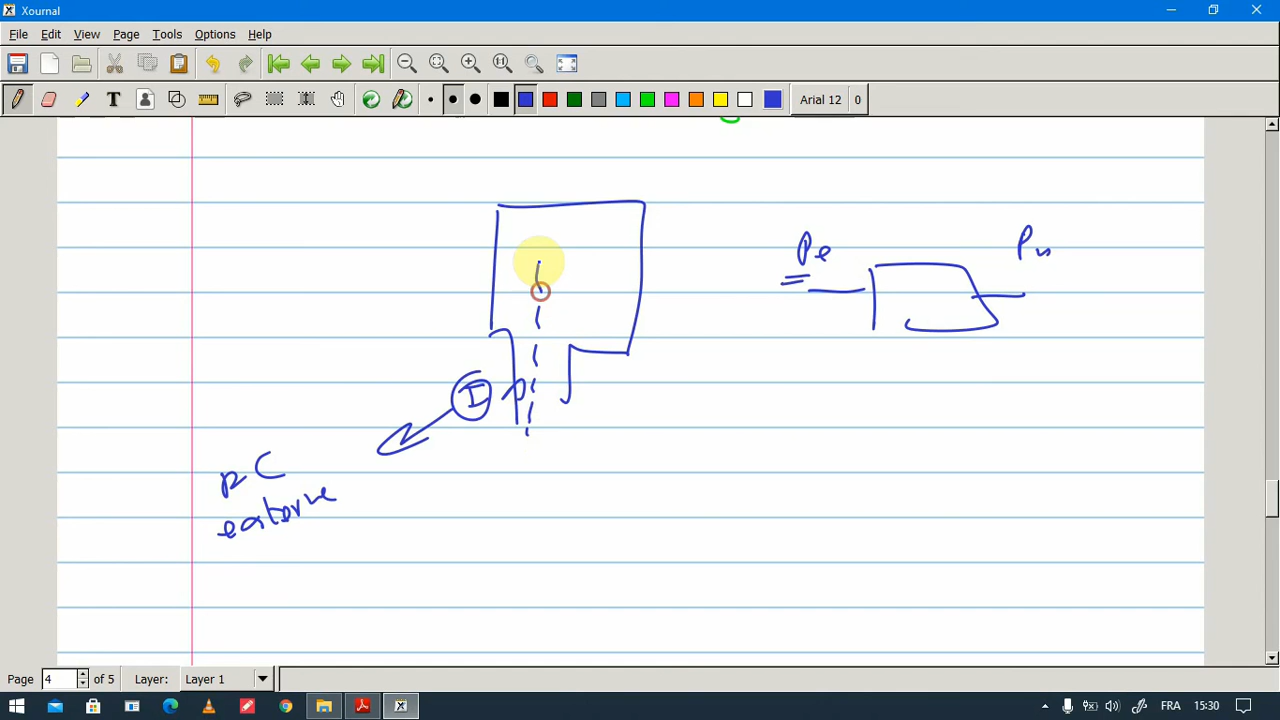 Xournal
File Edit View Page Tools Options Help
Arial 12 0
Pe
Pu
I
P
PC
externe
Page 4 of 5 Layer: Layer 1
FRA 15:30